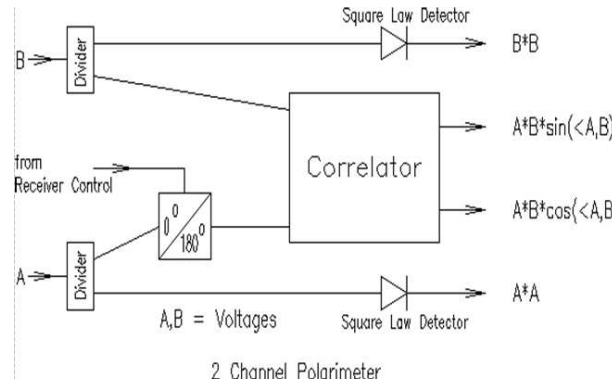 Square Law Detector
B
Divider
B*B
A*B*sin(<A,B)
from
Receiver Control
Correlator
0°
180°
A*B*cos(<A,B
A
Divider
A*A
A,B = Voltages
Square Law Detector
2 Channel Polarimeter